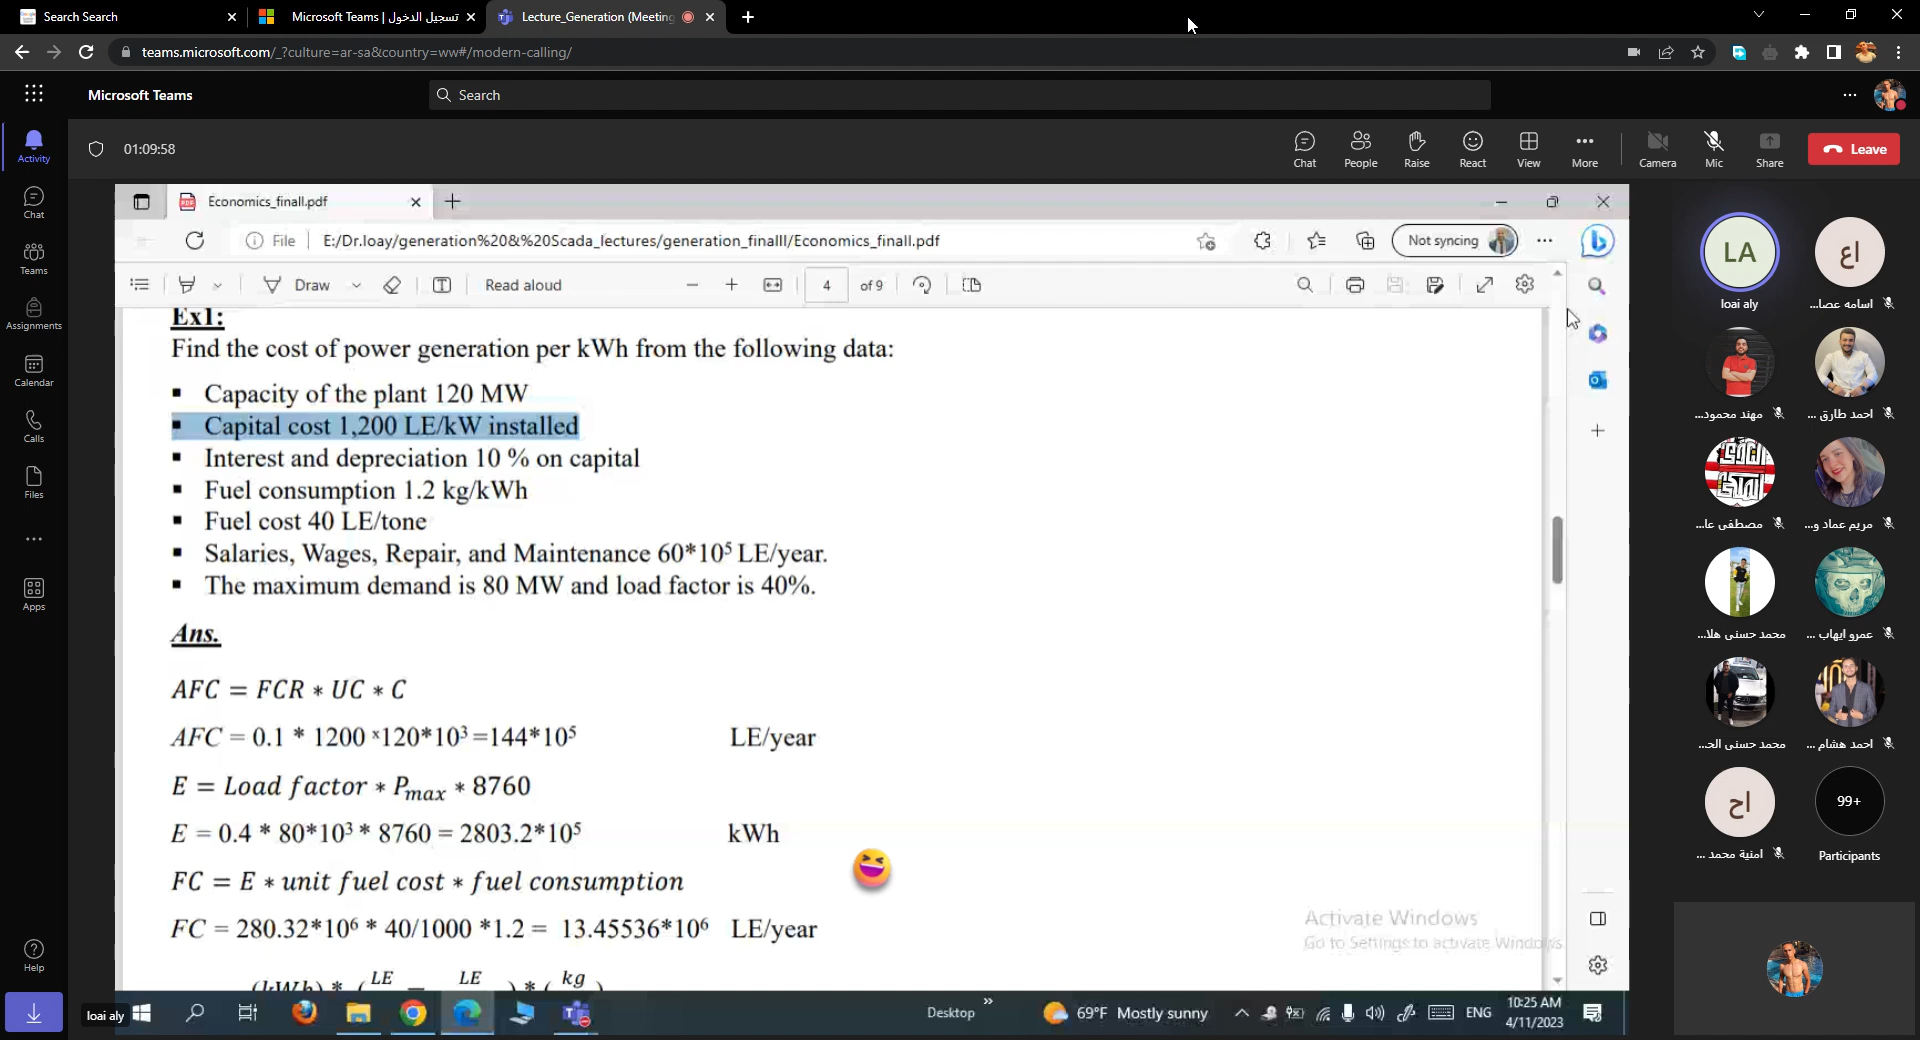 Search Search
Microsoft Teams | تسجيل الدخول
Lecture_Generation (Meeting
teams.microsoft.com/_?culture=ar-sa&country=ww#/modern-calling/
Microsoft Teams
Search
Activity
01:09:58
Chat
People
Raise
React
View
More
Camera
Mic
Share
Leave
Chat
Teams
Assignments
Calendar
Calls
Files
Apps
Help
Economics_finall.pdf
File
E:/Dr.loay/generation%20&%20Scada_lectures/generation_finalll/Economics_finall.pdf
Not syncing
Draw
Read aloud
4
of 9
Ex1:
Find the cost of power generation per kWh from the following data:
▪ Capacity of the plant 120 MW
▪ Capital cost 1,200 LE/kW installed
▪ Interest and depreciation 10 % on capital
▪ Fuel consumption 1.2 kg/kWh
▪ Fuel cost 40 LE/tone
▪ Salaries, Wages, Repair, and Maintenance 60*10⁵ LE/year.
▪ The maximum demand is 80 MW and load factor is 40%.
Ans.
AFC = FCR * UC * C
AFC = 0.1 * 1200 ˣ120*10³=144*10⁵ LE/year
E = Load factor * Pmax * 8760
E = 0.4 * 80*10³ * 8760 = 2803.2*10⁵ kWh
FC = E * unit fuel cost * fuel consumption
FC = 280.32*10⁶ * 40/1000 *1.2 = 13.45536*10⁶ LE/year
LE LE kg
Activate Windows
Go to Settings to activate Windows.
LA
loai aly
اع
اسامه عصا...
مهند محمود...
احمد طارق ...
مصطفى عا...
مريم عماد و...
محمد حسنى هلا...
عمرو ايهاب ...
محمد حسنى الح...
احمد هشام ...
اح
99+
امنية محمد ...
Participants
loai aly
Desktop
69°F Mostly sunny
ENG
10:25 AM
4/11/2023